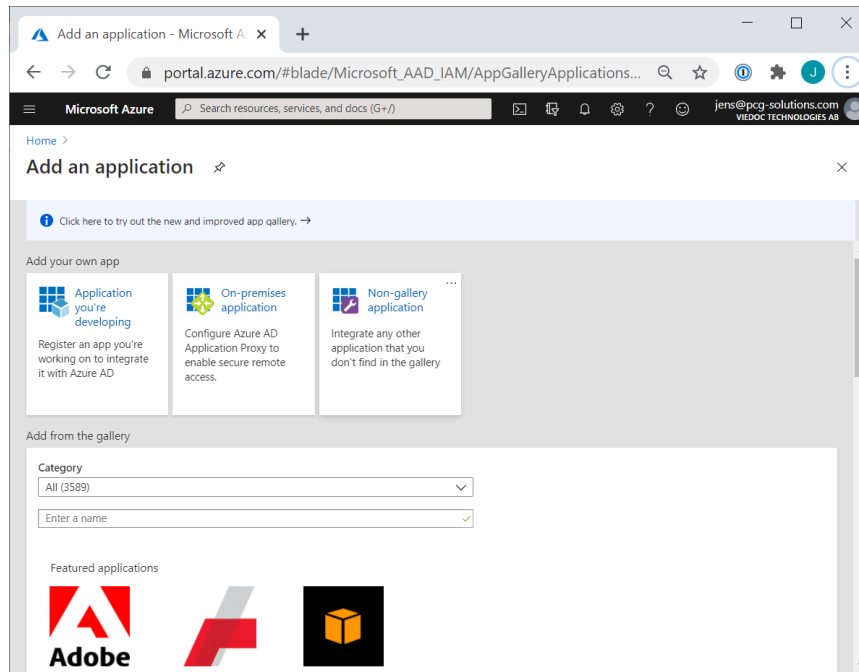 Add an application - Microsoft A
portal.azure.com/#blade/Microsoft_AAD_IAM/AppGalleryApplications...
J
Microsoft Azure
Search resources, services, and docs (G+/)
jens@pcg-solutions.com
VIEDOC TECHNOLOGIES AB
Home >
Add an application
Click here to try out the new and improved app gallery. →
Add your own app
Application
you're
developing
Register an app you're
working on to integrate
it with Azure AD
On-premises
application
Configure Azure AD
Application Proxy to
enable secure remote
access.
...
Non-gallery
application
Integrate any other
application that you
don't find in the gallery
Add from the gallery
Category
All (3589)
Enter a name
Featured applications
Adobe